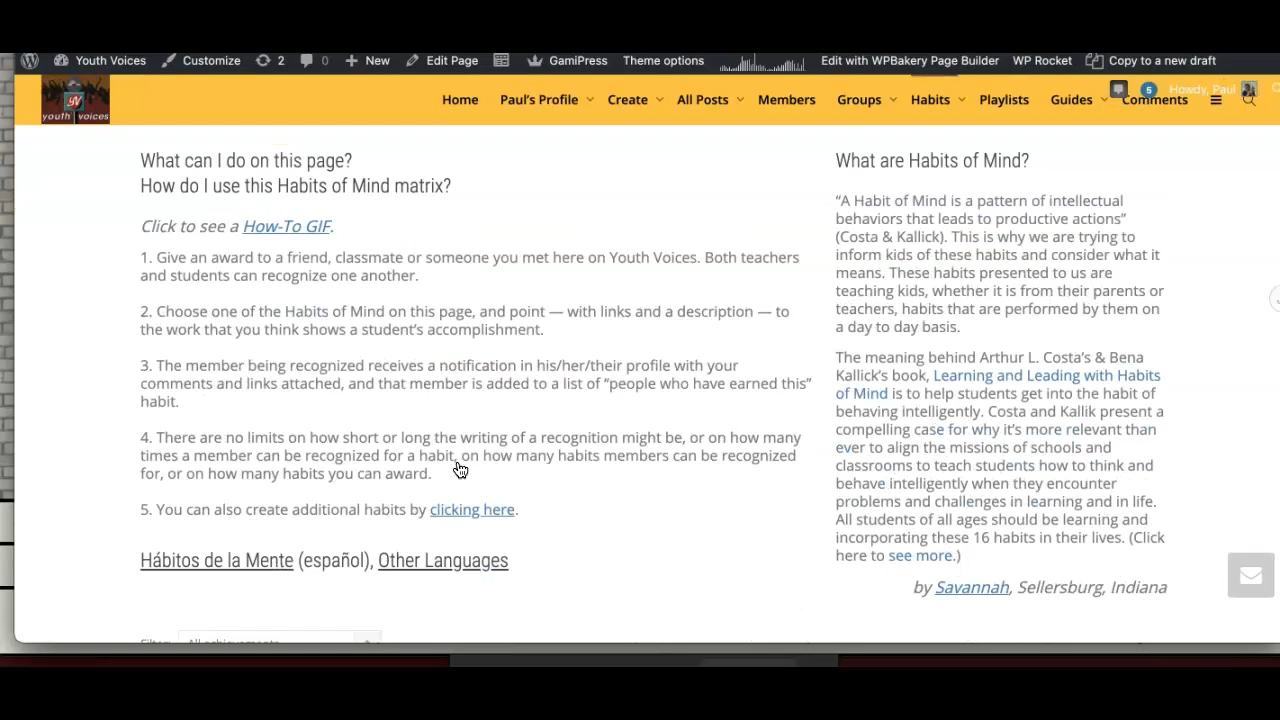 Youth Voices Customize 2 0 New Edit Page GamiPress Theme options Edit with WPBakery Page Builder WP Rocket Copy to a new draft
youth voices
Home Paul's Profile Create All Posts Members Groups Habits Playlists Guides Comments
5 Howdy, Paul
What can I do on this page?
How do I use this Habits of Mind matrix?
Click to see a How-To GIF.
1. Give an award to a friend, classmate or someone you met here on Youth Voices. Both teachers
and students can recognize one another.
2. Choose one of the Habits of Mind on this page, and point — with links and a description — to
the work that you think shows a student's accomplishment.
3. The member being recognized receives a notification in his/her/their profile with your
comments and links attached, and that member is added to a list of "people who have earned this"
habit.
4. There are no limits on how short or long the writing of a recognition might be, or on how many
times a member can be recognized for a habit, on how many habits members can be recognized
for, or on how many habits you can award.
5. You can also create additional habits by clicking here.
Hábitos de la Mente (español), Other Languages
Filter: All achievements
What are Habits of Mind?
"A Habit of Mind is a pattern of intellectual
behaviors that leads to productive actions"
(Costa & Kallick). This is why we are trying to
inform kids of these habits and consider what it
means. These habits presented to us are
teaching kids, whether it is from their parents or
teachers, habits that are performed by them on
a day to day basis.
The meaning behind Arthur L. Costa's & Bena
Kallick's book, Learning and Leading with Habits
of Mind is to help students get into the habit of
behaving intelligently. Costa and Kallik present a
compelling case for why it's more relevant than
ever to align the missions of schools and
classrooms to teach students how to think and
behave intelligently when they encounter
problems and challenges in learning and in life.
All students of all ages should be learning and
incorporating these 16 habits in their lives. (Click
here to see more.)
by Savannah, Sellersburg, Indiana